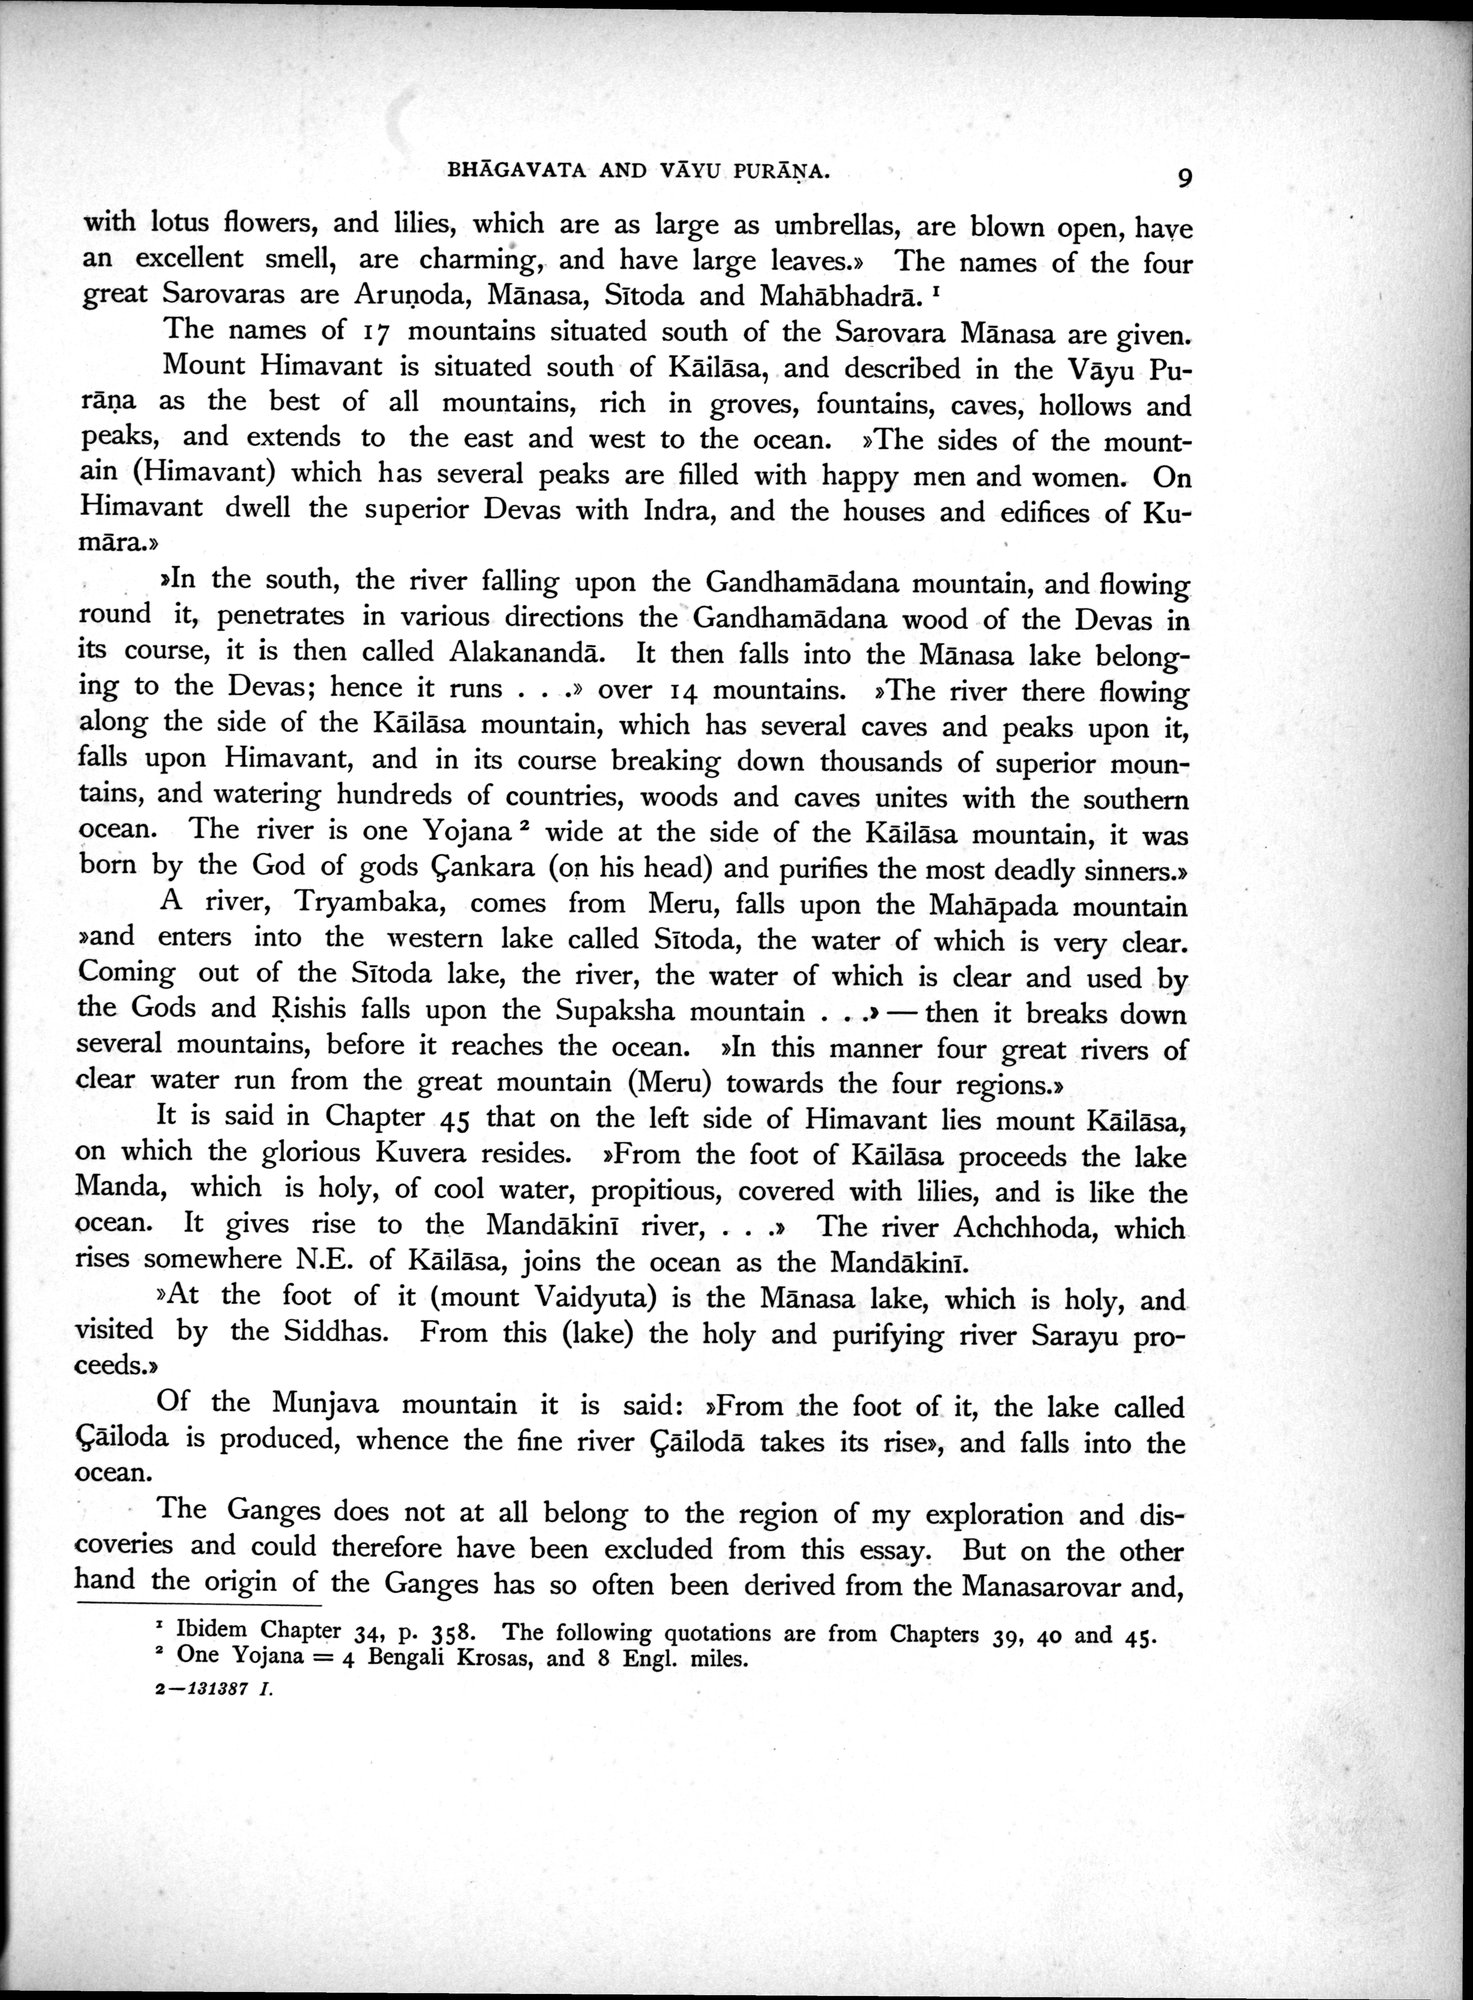 BHĀGAVATA AND VĀYU PURĀṆA.
9
with lotus flowers, and lilies, which are as large as umbrellas, are blown open, have
an excellent smell, are charming, and have large leaves.» The names of the four
great Sarovaras are Aruṇoda, Mānasa, Sītoda and Mahābhadrā. ¹
The names of 17 mountains situated south of the Sarovara Mānasa are given.
Mount Himavant is situated south of Kāilāsa, and described in the Vāyu Pu-
rāṇa as the best of all mountains, rich in groves, fountains, caves, hollows and
peaks, and extends to the east and west to the ocean. »The sides of the mount-
ain (Himavant) which has several peaks are filled with happy men and women. On
Himavant dwell the superior Devas with Indra, and the houses and edifices of Ku-
māra.»
»In the south, the river falling upon the Gandhamādana mountain, and flowing
round it, penetrates in various directions the Gandhamādana wood of the Devas in
its course, it is then called Alakanandā. It then falls into the Mānasa lake belong-
ing to the Devas; hence it runs . . .» over 14 mountains. »The river there flowing
along the side of the Kāilāsa mountain, which has several caves and peaks upon it,
falls upon Himavant, and in its course breaking down thousands of superior moun-
tains, and watering hundreds of countries, woods and caves unites with the southern
ocean. The river is one Yojana ² wide at the side of the Kāilāsa mountain, it was
born by the God of gods Çankara (on his head) and purifies the most deadly sinners.»
A river, Tryambaka, comes from Meru, falls upon the Mahāpada mountain
»and enters into the western lake called Sītoda, the water of which is very clear.
Coming out of the Sītoda lake, the river, the water of which is clear and used by
the Gods and Ṛishis falls upon the Supaksha mountain . . .» — then it breaks down
several mountains, before it reaches the ocean. »In this manner four great rivers of
clear water run from the great mountain (Meru) towards the four regions.»
It is said in Chapter 45 that on the left side of Himavant lies mount Kāilāsa,
on which the glorious Kuvera resides. »From the foot of Kāilāsa proceeds the lake
Manda, which is holy, of cool water, propitious, covered with lilies, and is like the
ocean. It gives rise to the Mandākinī river, . . .» The river Achchhoda, which
rises somewhere N.E. of Kāilāsa, joins the ocean as the Mandākinī.
»At the foot of it (mount Vaidyuta) is the Mānasa lake, which is holy, and
visited by the Siddhas. From this (lake) the holy and purifying river Sarayu pro-
ceeds.»
Of the Munjava mountain it is said: »From the foot of it, the lake called
Çāiloda is produced, whence the fine river Çāilodā takes its rise», and falls into the
ocean.
The Ganges does not at all belong to the region of my exploration and dis-
coveries and could therefore have been excluded from this essay. But on the other
hand the origin of the Ganges has so often been derived from the Manasarovar and,
¹ Ibidem Chapter 34, p. 358. The following quotations are from Chapters 39, 40 and 45.
² One Yojana = 4 Bengali Krosas, and 8 Engl. miles.
2—131387 I.